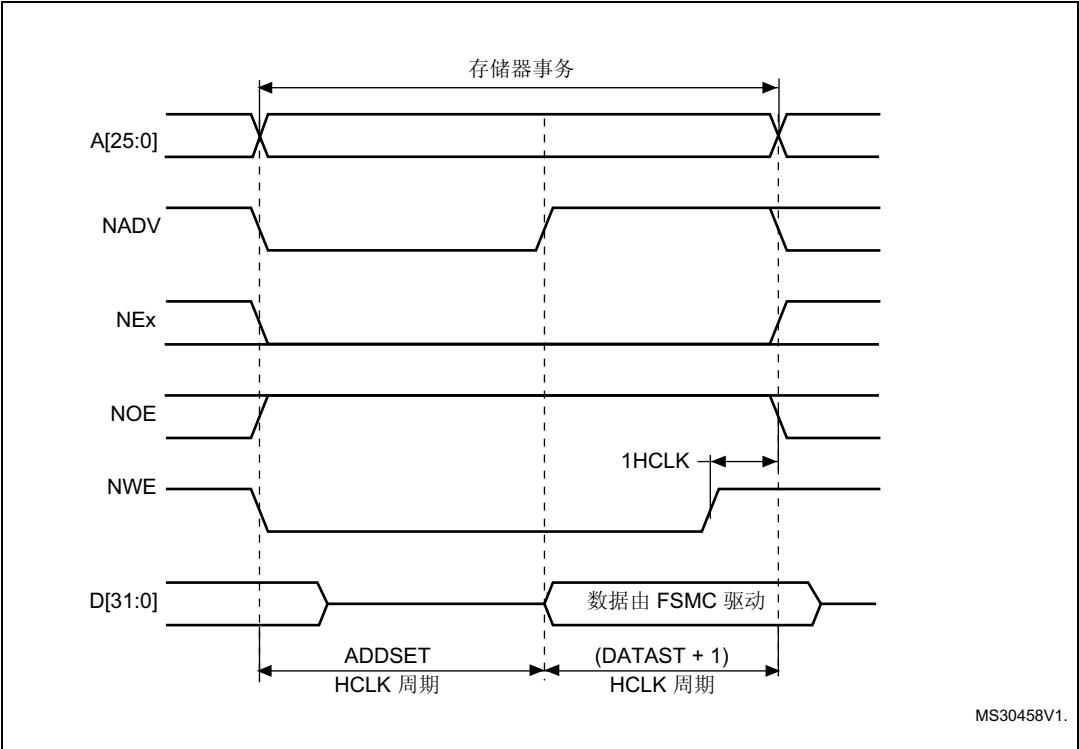 存储器事务
A[25:0]
NADV
NEx
NOE
1HCLK
NWE
D[31:0]
数据由 FSMC 驱动
ADDSET
HCLK 周期
(DATAST + 1)
HCLK 周期
MS30458V1.